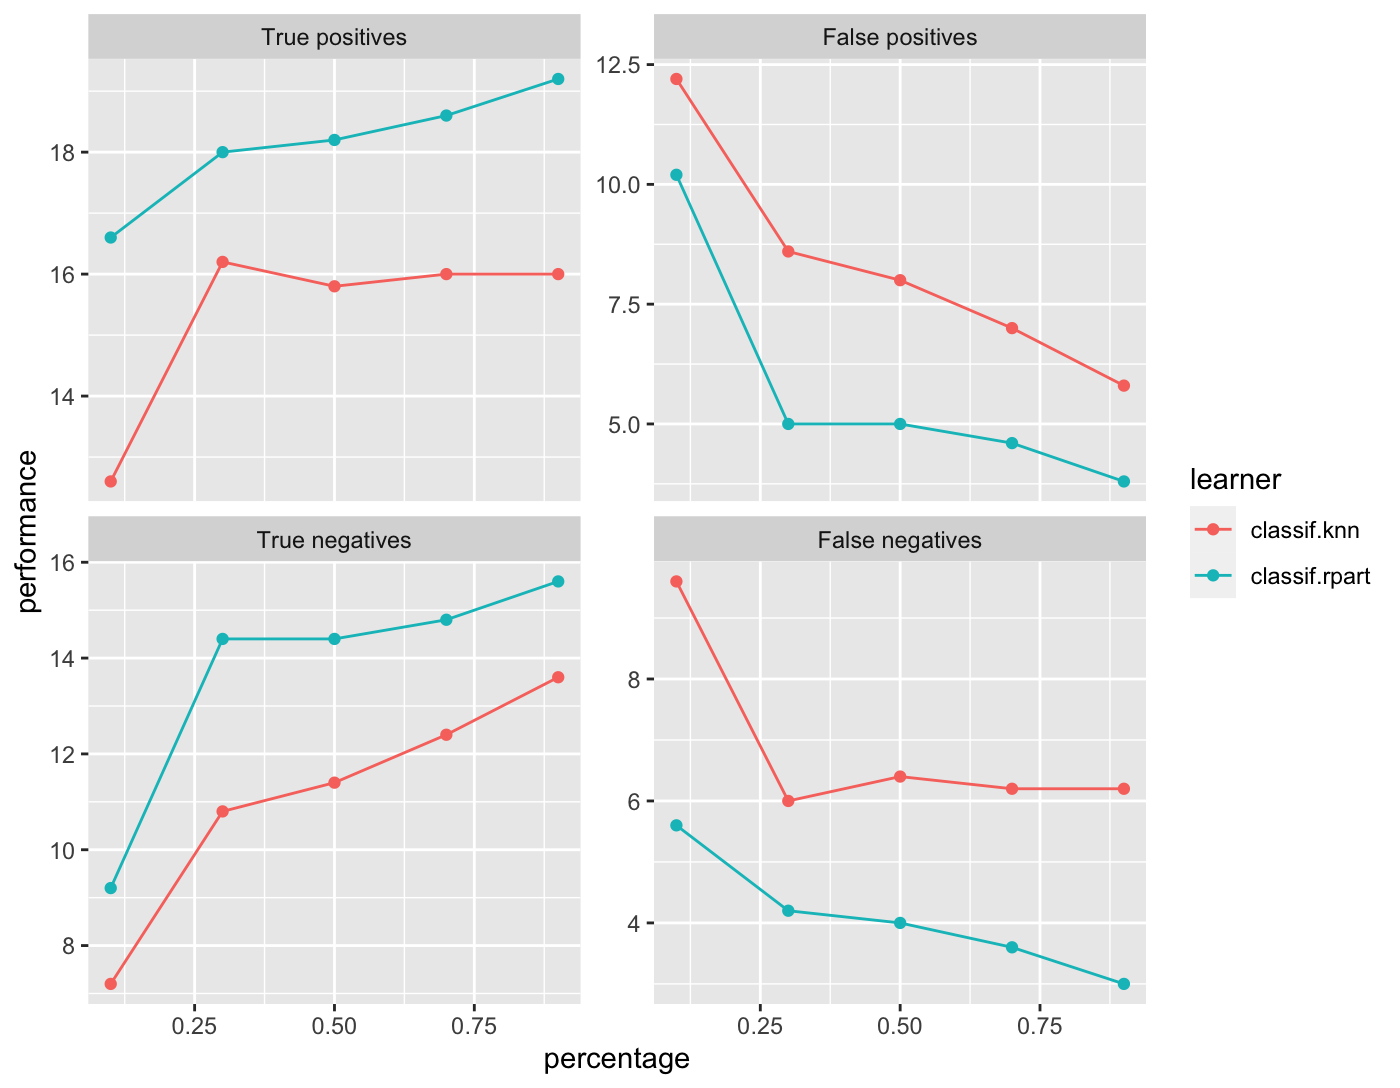 True positives
False positives
18
16
14
12.5
10.0
7.5
5.0
True negatives
False negatives
16
14
12
10
8
8
6
4
0.25 0.50 0.75
0.25 0.50 0.75
percentage
performance
learner
classif.knn
classif.rpart